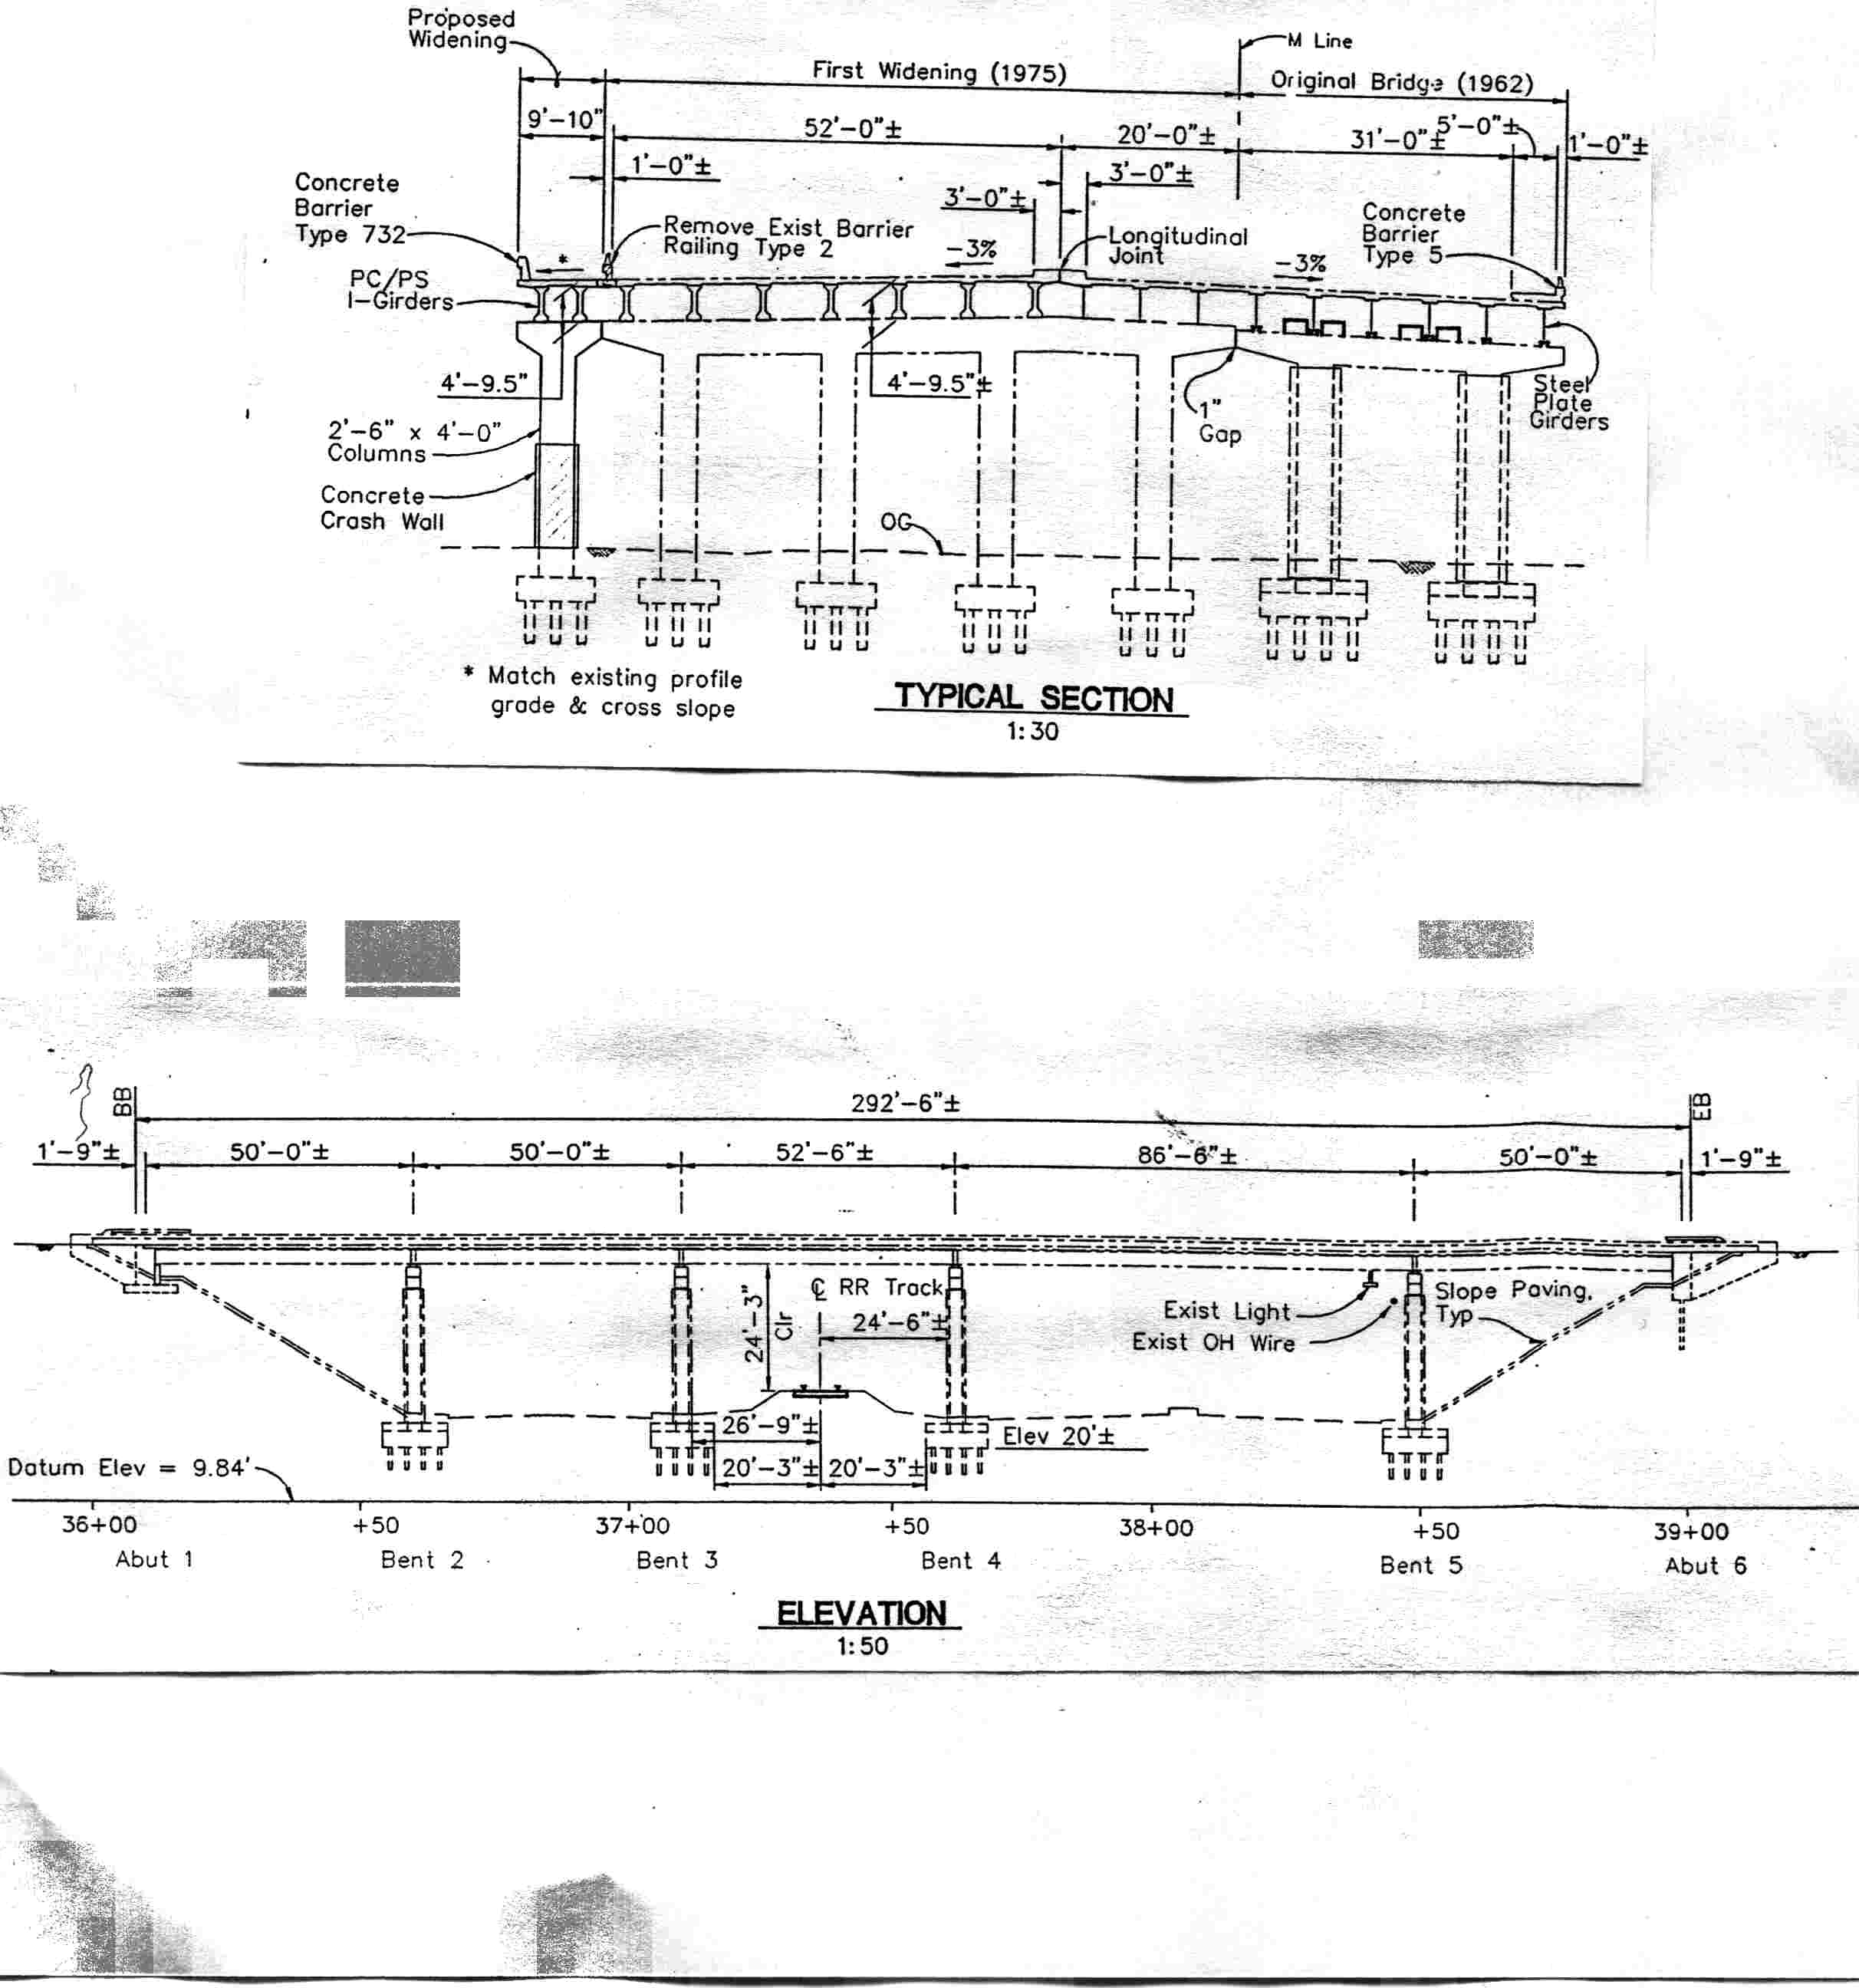 Proposed
Widening
M Line
First Widening (1975)
Original Bridge (1962)
9'-10"
52'-0"±
20'-0"±
31'-0"±
5'-0"±
1'-0"±
1'-0"±
3'-0"±
3'-0"±
Concrete
Barrier
Type 732
Remove Exist Barrier
Railing Type 2
-3%
Longitudinal
Joint
Concrete
Barrier
Type 5
-3%
*
PC/PS
I-Girders
4'-9.5"
4'-9.5"±
1"
Gap
Steel
Plate
Girders
2'-6" x 4'-0"
Columns
Concrete
Crash Wall
OG
* Match existing profile
grade & cross slope
TYPICAL SECTION
1:30
BB
292'-6"±
EB
1'-9"±
50'-0"±
50'-0"±
52'-6"±
86'-6"±
50'-0"±
1'-9"±
24'-3"
Clr
℄ RR Track
24'-6"±
Exist Light
Exist OH Wire
Slope Paving,
Typ
26'-9"±
Elev 20'±
20'-3"±
20'-3"±
Datum Elev = 9.84'
36+00
+50
37+00
+50
38+00
+50
39+00
Abut 1
Bent 2
Bent 3
Bent 4
Bent 5
Abut 6
ELEVATION
1:50